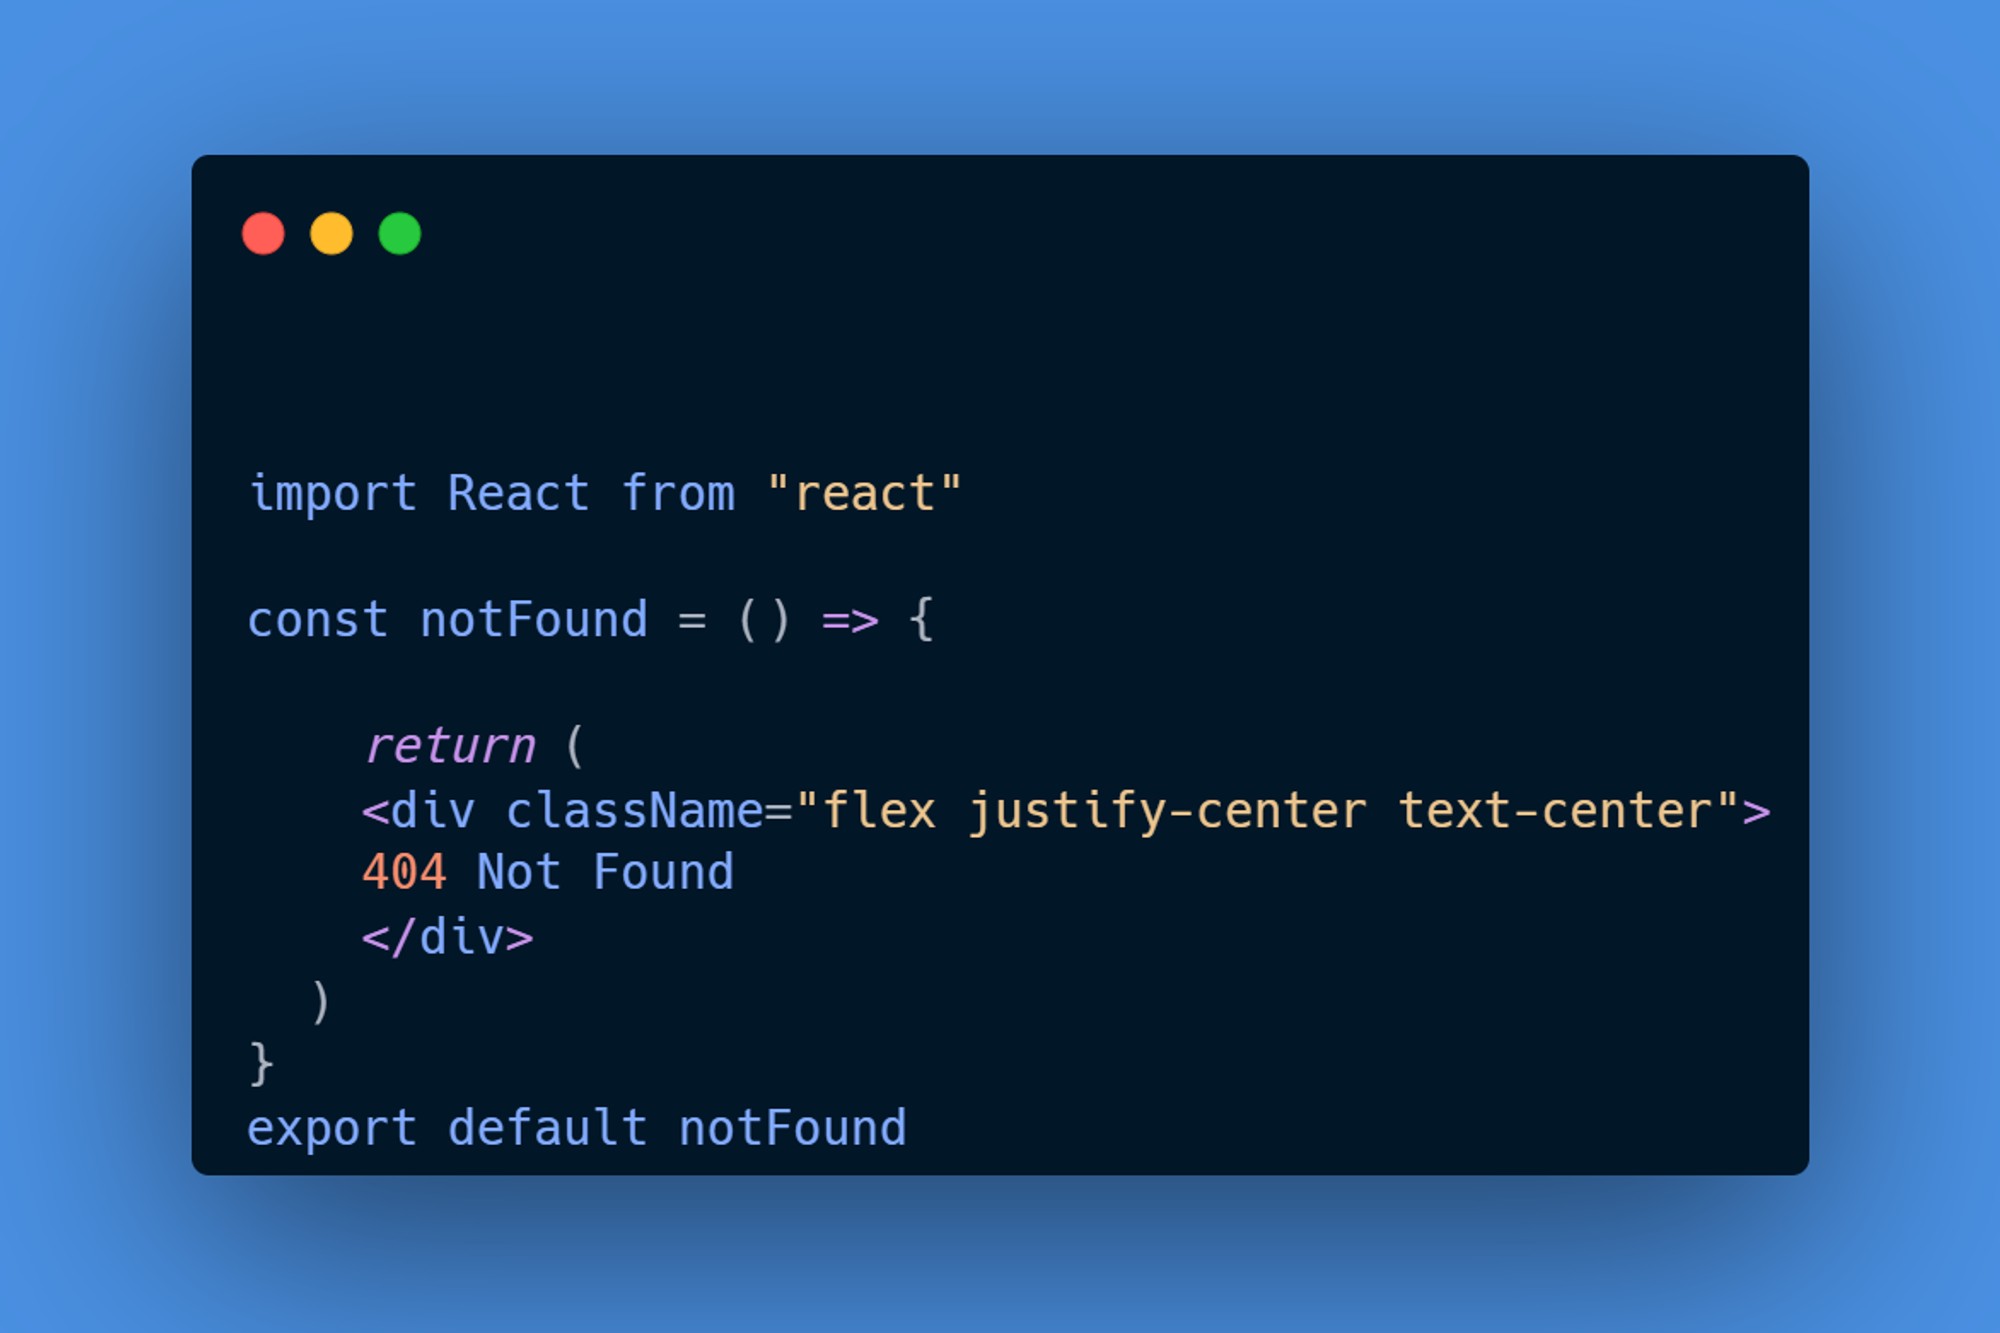 import React from "react"
const notFound = () => {
return (
<div className="flex justify-center text-center">
404 Not Found
</div>
)
}
export default notFound